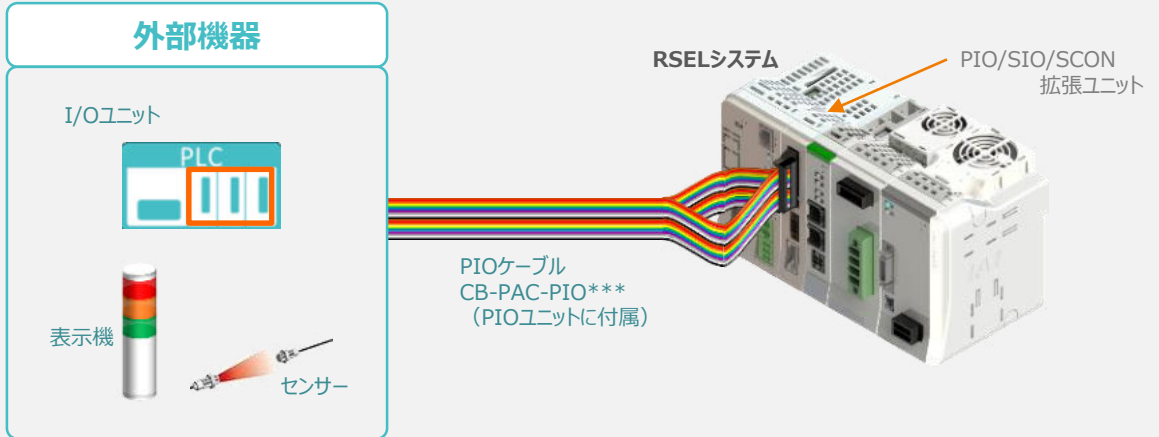 外部機器
I/Oユニット
PLC
表示機
センサー
PIOケーブル
CB-PAC-PIO***
（PIOユニットに付属）
RSELシステム
PIO/SIO/SCON
拡張ユニット